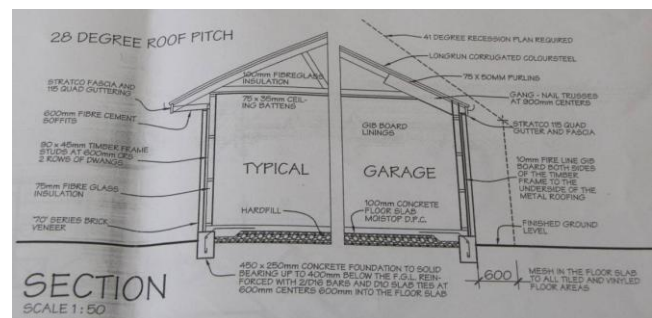 28 DEGREE ROOF PITCH
41 DEGREE RECESSION PLAN REQUIRED
LONGRUN CORRUGATED COLOURSTEEL
100mm FIBREGLASS
INSULATION
75 X 50MM PURLINS
STRATCO FASCIA AND
115 QUAD GUTTERING
75 x 35mm CEIL-
ING BATTENS
GANG - NAIL TRUSSES
AT 900mm CENTERS
600mm FIBRE CEMENT
SOFFITS
GIB BOARD
LININGS
STRATCO 115 QUAD
GUTTER AND FASCIA
90 x 45mm TIMBER FRAME
STUDS AT 600mm CRS
2 ROWS OF DWANGS
10mm FIRE LINE GIB
BOARD BOTH SIDES
OF THE TIMBER
FRAME TO THE
UNDERSIDE OF THE
METAL ROOFING
TYPICAL
GARAGE
75mm FIBRE GLASS
INSULATION
HARDFILL
100mm CONCRETE
FLOOR SLAB
MOISTOP D.P.C.
'70' SERIES BRICK
VENEER
FINISHED GROUND
LEVEL
450 x 250mm CONCRETE FOUNDATION TO SOLID
BEARING UP TO 400mm BELOW THE F.G.L. REIN-
FORCED WITH 2/D16 BARS AND D10 SLAB TIES AT
600mm CENTERS 600mm INTO THE FLOOR SLAB
600
MESH IN THE FLOOR SLAB
TO ALL TILED AND VINYLED
FLOOR AREAS
SECTION
SCALE 1 : 50